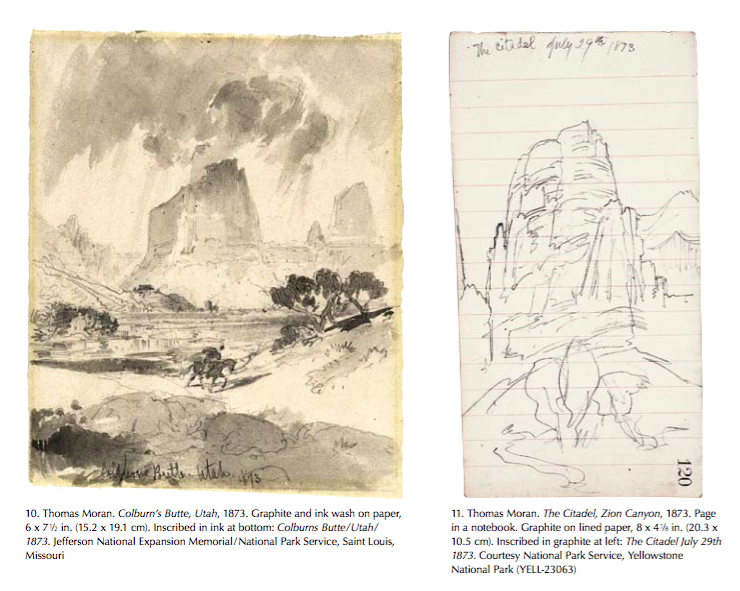 The Citadel July 29th 1873
Colburns Butte Utah. 1873
120
10. Thomas Moran. Colburn's Butte, Utah, 1873. Graphite and ink wash on paper,
6 x 7 ½ in. (15.2 x 19.1 cm). Inscribed in ink at bottom: Colburns Butte/Utah/
1873. Jefferson National Expansion Memorial/National Park Service, Saint Louis,
Missouri
11. Thomas Moran. The Citadel, Zion Canyon, 1873. Page
in a notebook. Graphite on lined paper, 8 x 4 ⅛ in. (20.3 x
10.5 cm). Inscribed in graphite at left: The Citadel July 29th
1873. Courtesy National Park Service, Yellowstone
National Park (YELL-23063)